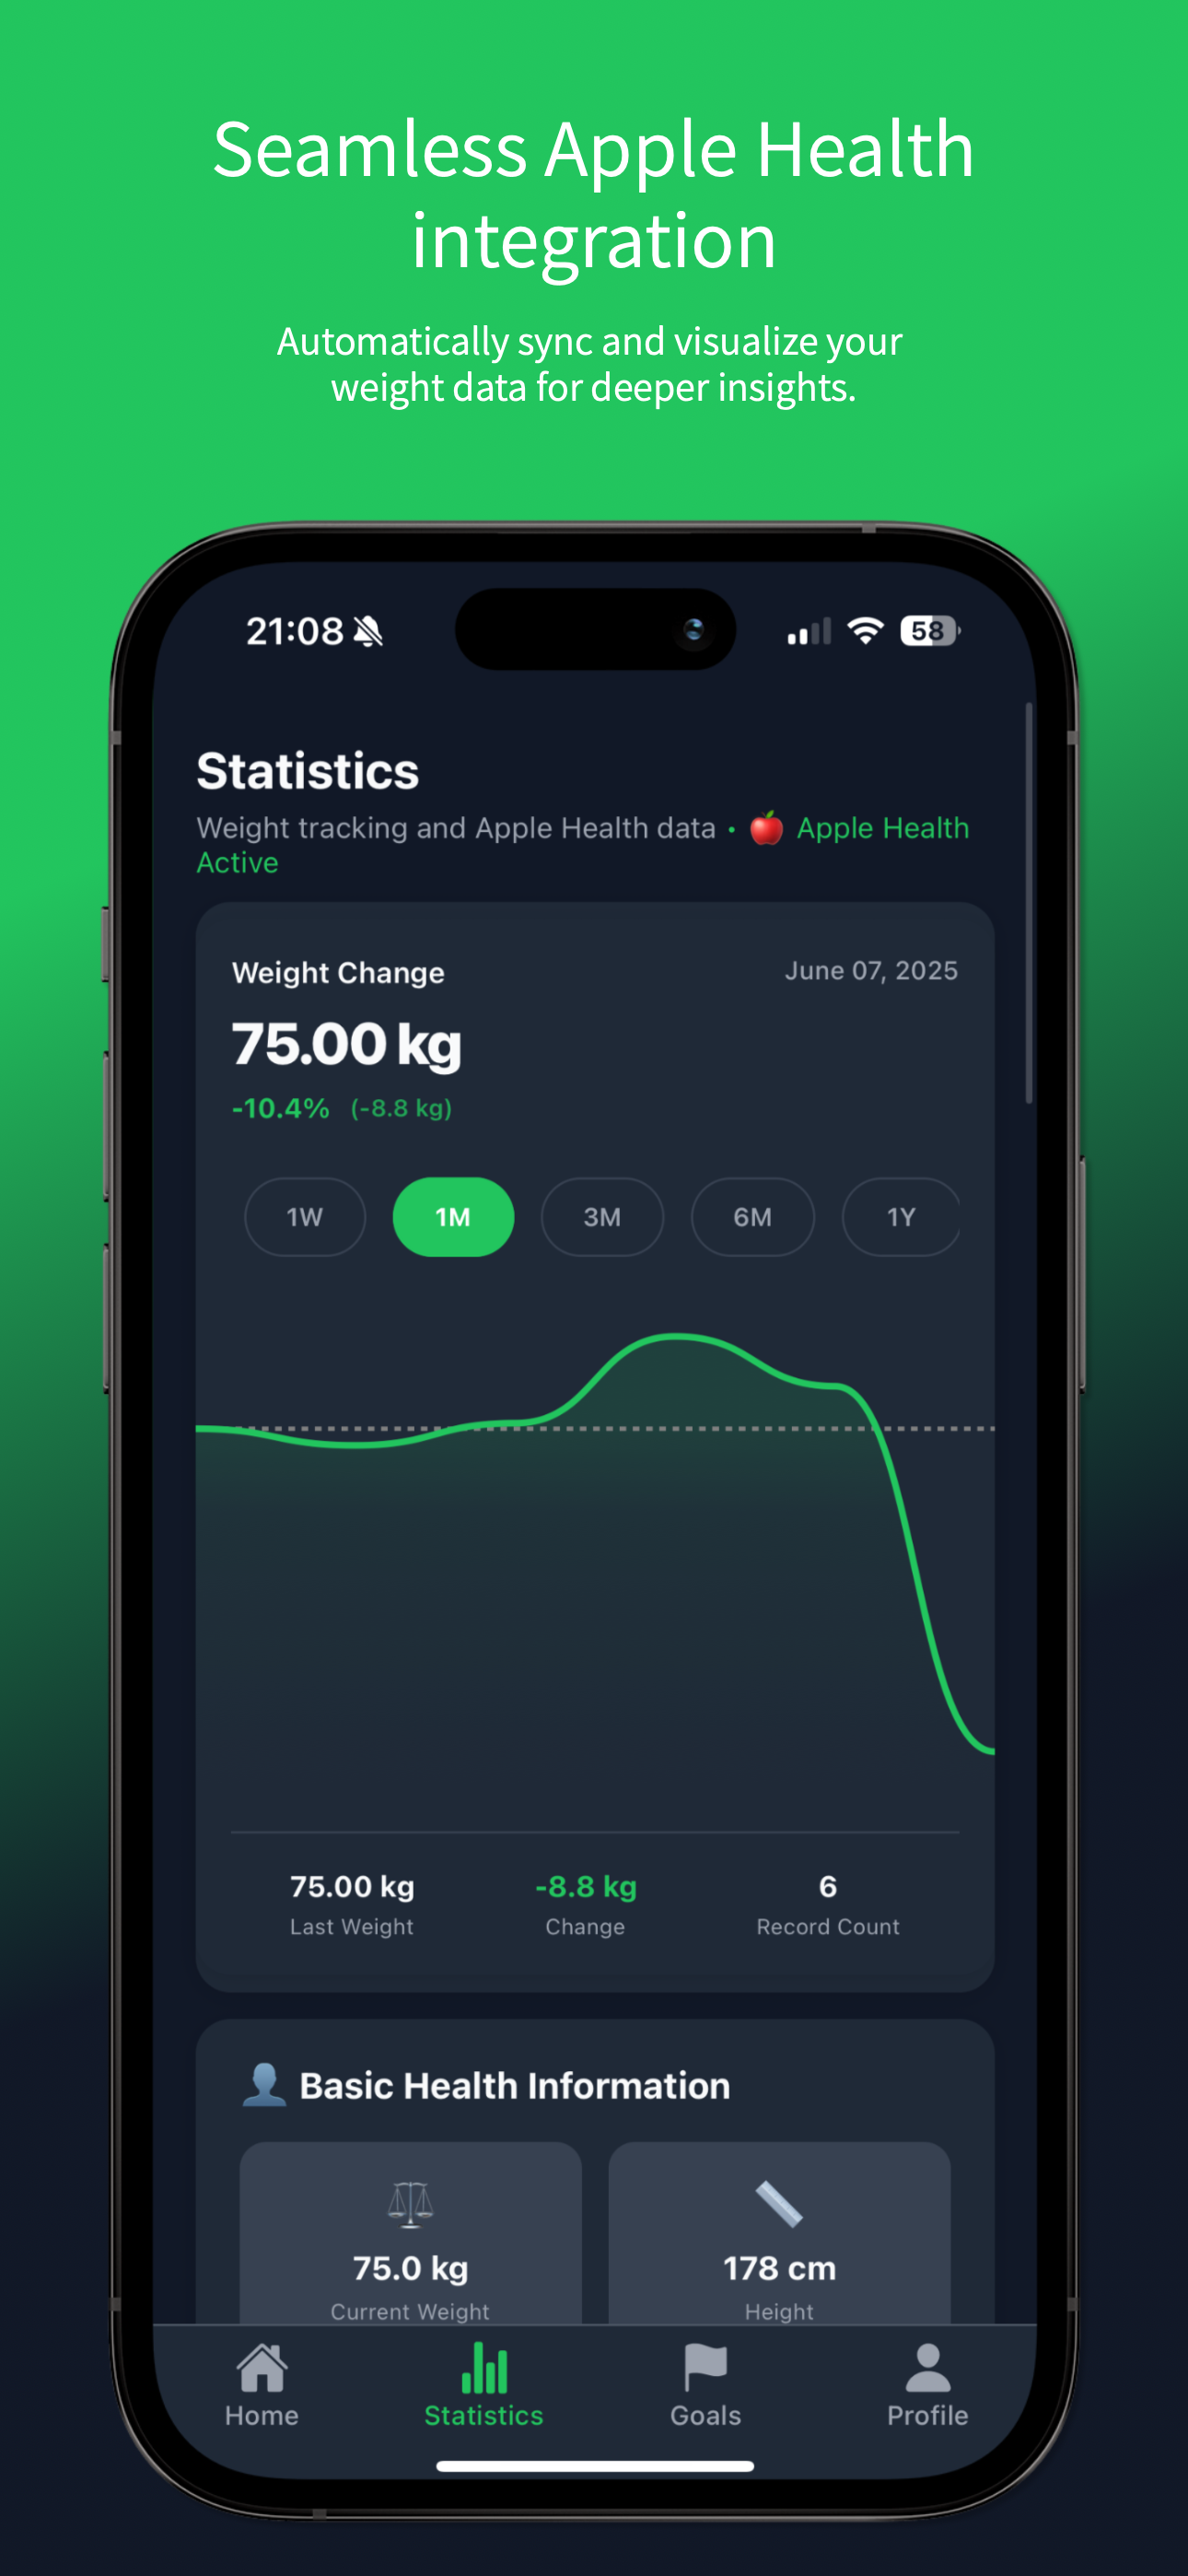 Seamless Apple Health
integration
Automatically sync and visualize your
weight data for deeper insights.
21:08
58
Statistics
Weight tracking and Apple Health data • Apple Health
Active
Weight Change
June 07, 2025
75.00 kg
-10.4% (-8.8 kg)
1W 1M 3M 6M 1Y
75.00 kg -8.8 kg 6
Last Weight Change Record Count
Basic Health Information
75.0 kg 178 cm
Current Weight Height
Home Statistics Goals Profile